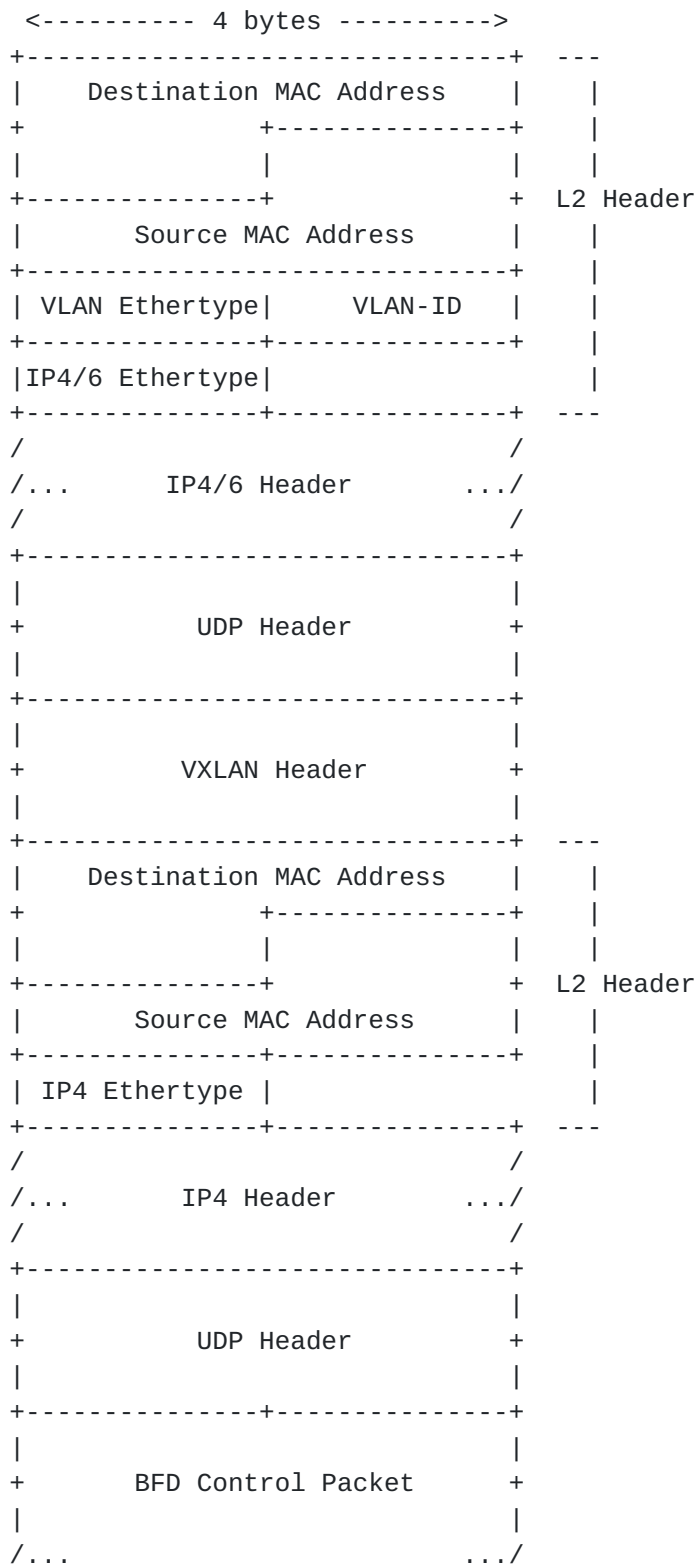 <---------- 4 bytes ---------->
+-------------------------------+  ---
|    Destination MAC Address    |    |
+               +---------------+    |
|               |               |    |
+---------------+               +  L2 Header
|       Source MAC Address      |    |
+-------------------------------+    |
| VLAN Ethertype|     VLAN-ID   |    |
+---------------+---------------+    |
|IP4/6 Ethertype|                    |
+---------------+---------------+  ---
/                               /
/...      IP4/6 Header       .../
/                               /
+-------------------------------+
|                               |
+           UDP Header          +
|                               |
+-------------------------------+
|                               |
+          VXLAN Header         +
|                               |
+-------------------------------+  ---
|    Destination MAC Address    |    |
+               +---------------+    |
|               |               |    |
+---------------+               +  L2 Header
|       Source MAC Address      |    |
+---------------+---------------+    |
| IP4 Ethertype |                    |
+---------------+---------------+  ---
/                               /
/...       IP4 Header        .../
/                               /
+-------------------------------+
|                               |
+           UDP Header          +
|                               |
+---------------+---------------+
|                               |
+       BFD Control Packet      +
|                               |
/...                         .../